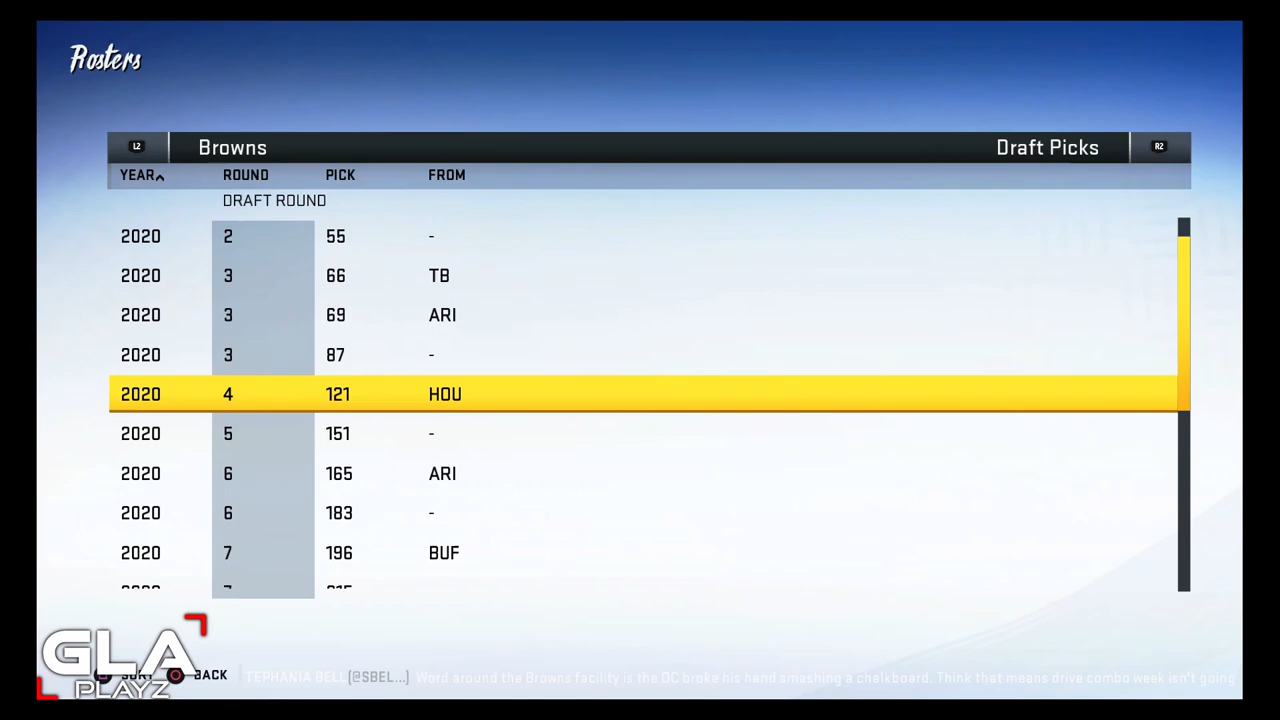 Rosters
L2 Browns Draft Picks R2
YEAR ROUND PICK FROM
DRAFT ROUND
2020 2 55 -
2020 3 66 TB
2020 3 69 ARI
2020 3 87 -
2020 4 121 HOU
2020 5 151 -
2020 6 165 ARI
2020 6 183 -
2020 7 196 BUF
GLA
PLAYZ
BACK TEPHANIA BELL (@SBEL...) Word around the Browns facility is the OC broke his hand smashing a chalkboard. Think that means drive combo week isn't going